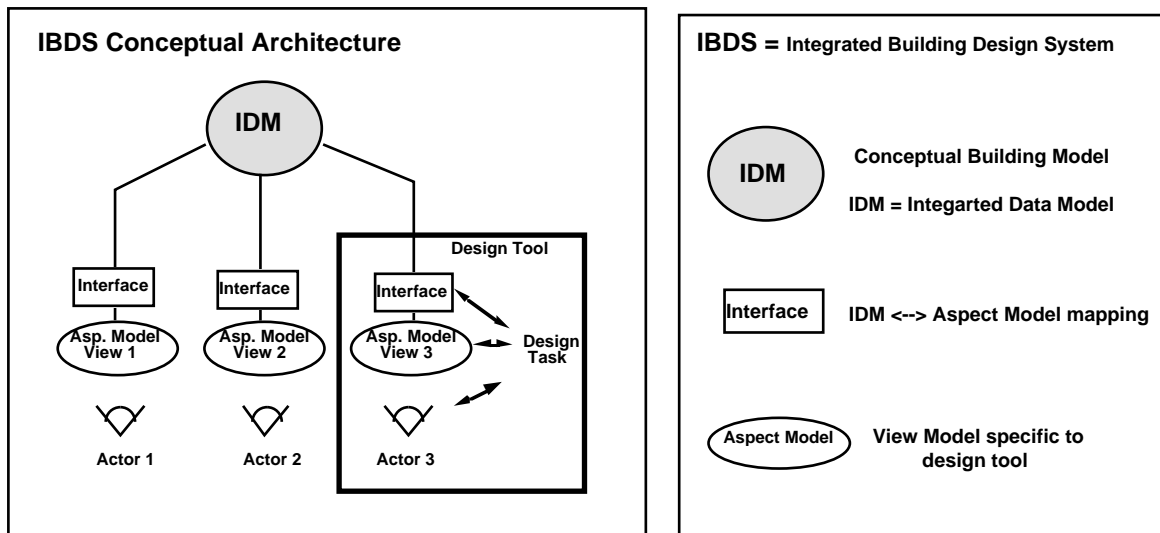 IBDS Conceptual Architecture
IDM
Design Tool
Interface
Interface
Interface
Asp. Model
View 1
Asp. Model
View 2
Asp. Model
View 3
Design
Task
Actor 1
Actor 2
Actor 3
IBDS = Integrated Building Design System
IDM
Conceptual Building Model
IDM = Integarted Data Model
Interface
IDM <--> Aspect Model mapping
Aspect Model
View Model specific to
design tool